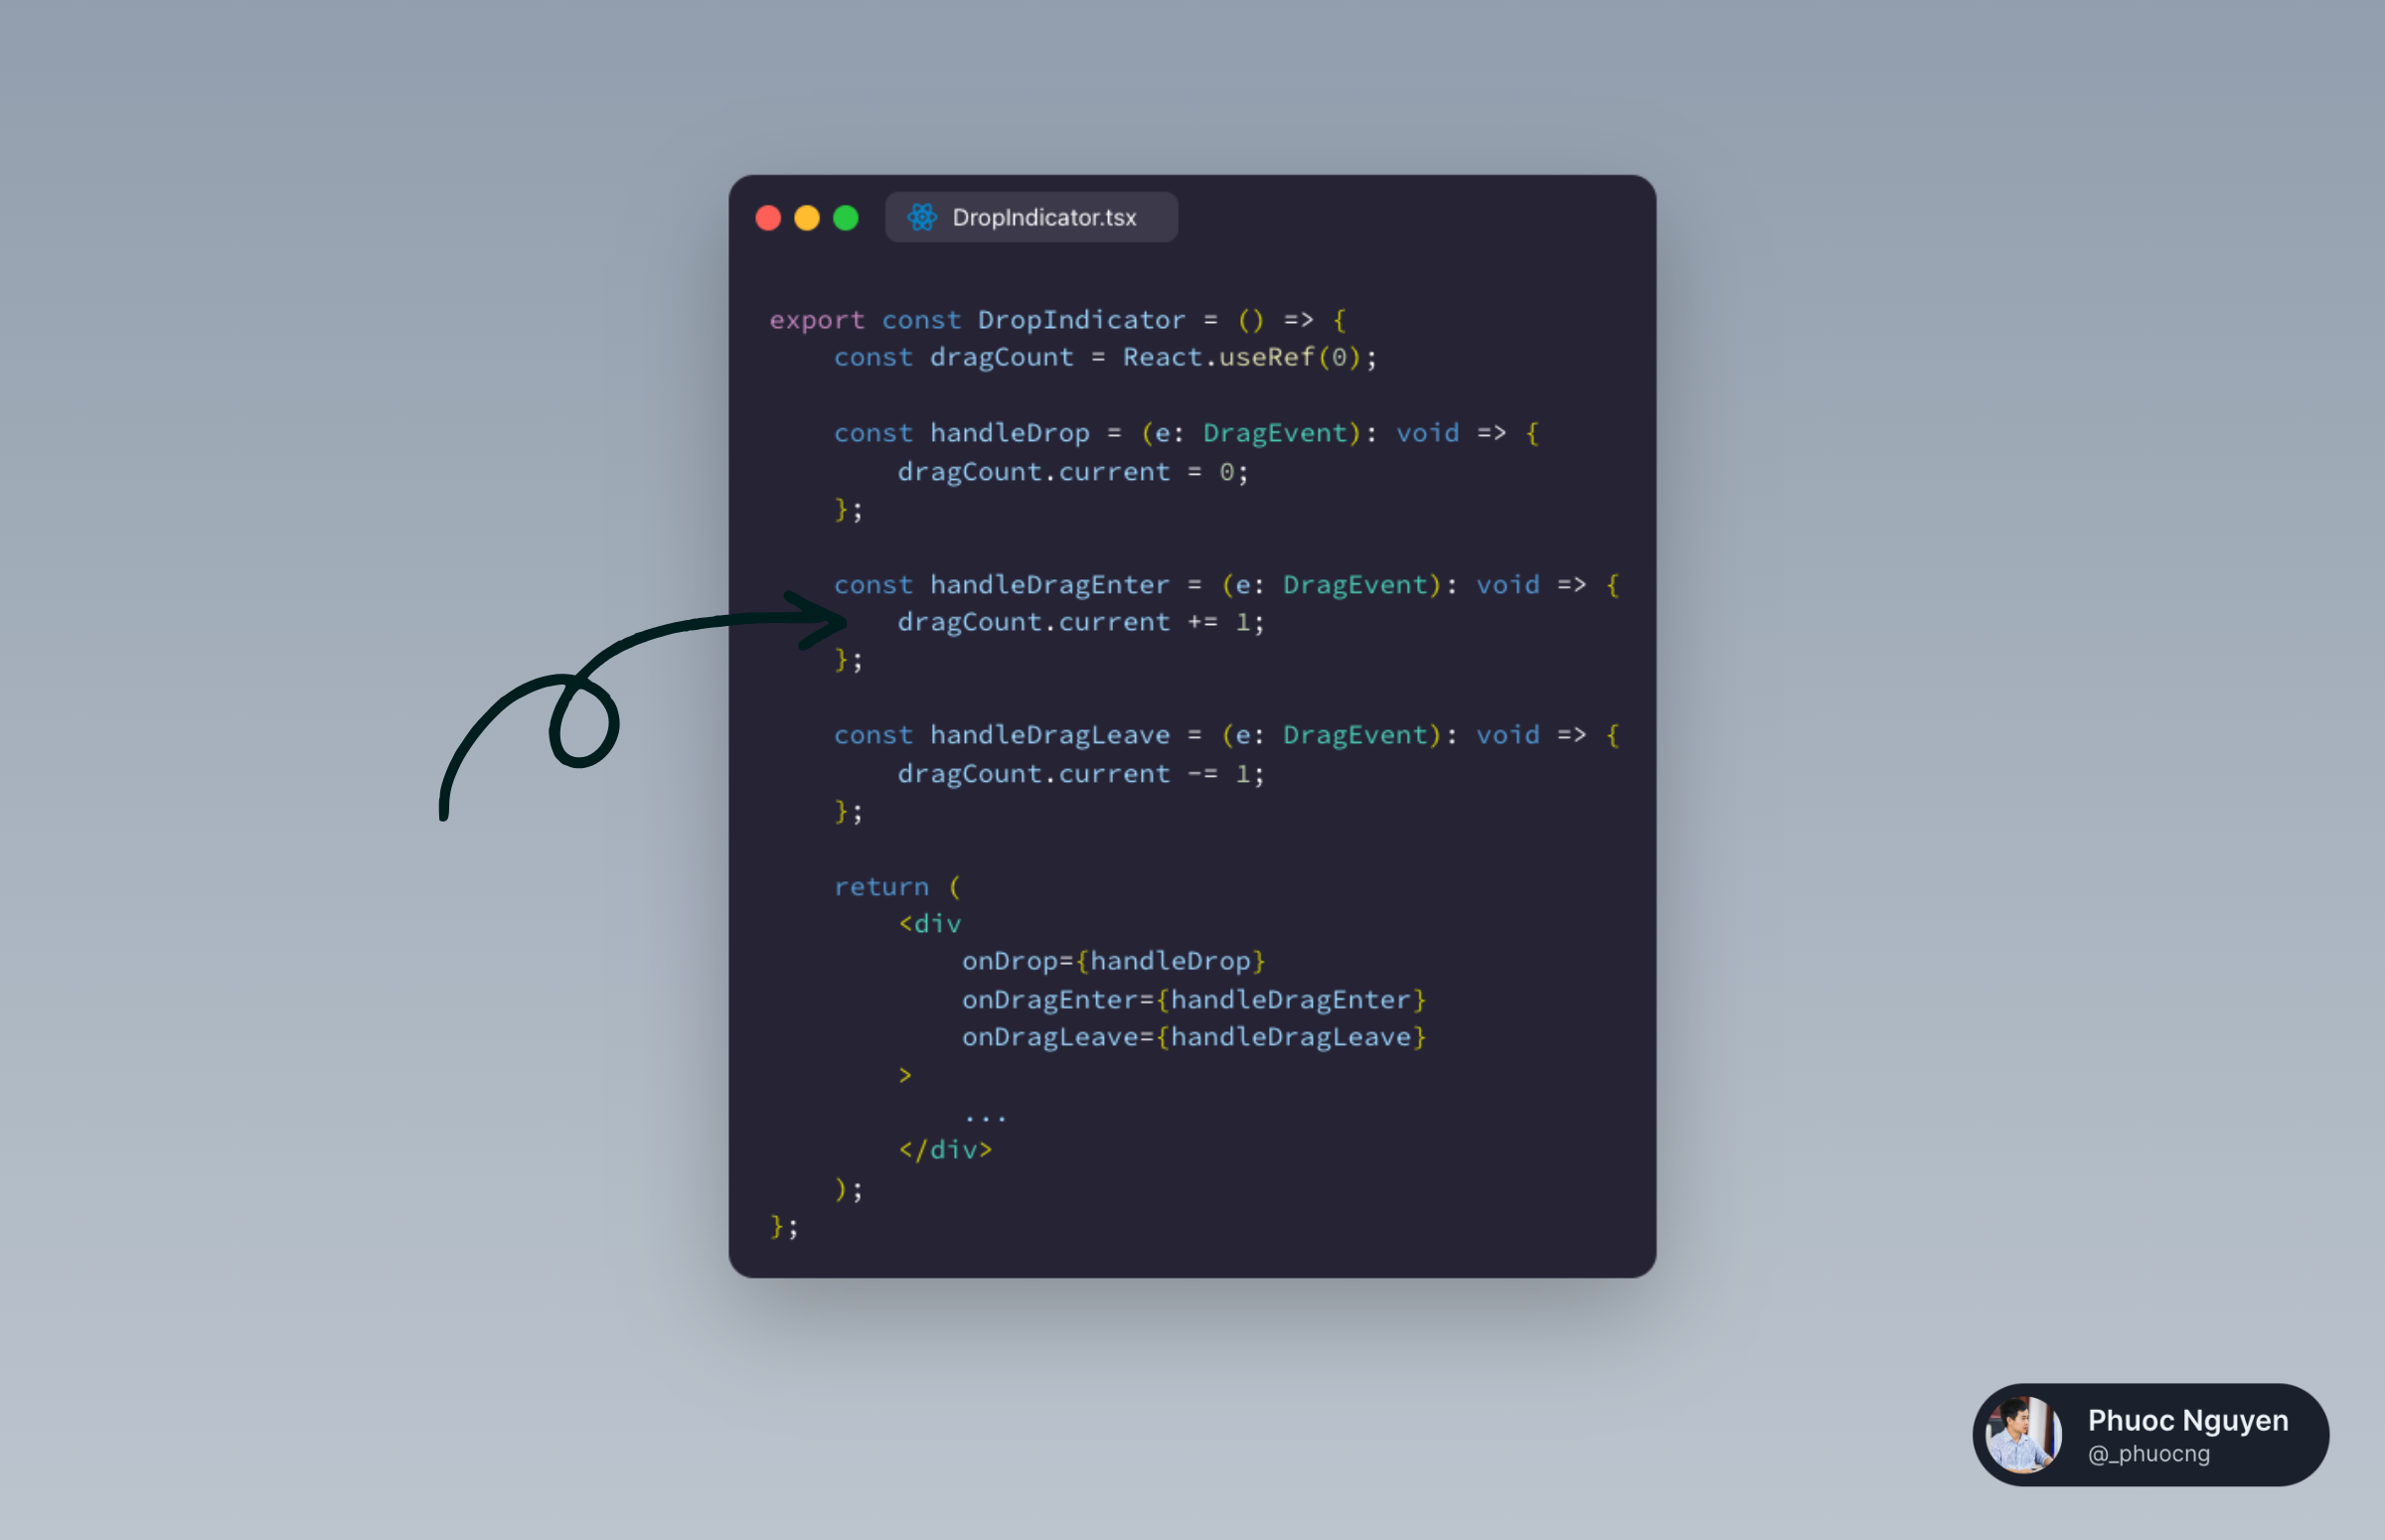 DropIndicator.tsx
export const DropIndicator = () => {
    const dragCount = React.useRef(0);

    const handleDrop = (e: DragEvent): void => {
        dragCount.current = 0;
    };

    const handleDragEnter = (e: DragEvent): void => {
        dragCount.current += 1;
    };

    const handleDragLeave = (e: DragEvent): void => {
        dragCount.current -= 1;
    };

    return (
        <div
            onDrop={handleDrop}
            onDragEnter={handleDragEnter}
            onDragLeave={handleDragLeave}
        >
            ...
        </div>
    );
};
Phuoc Nguyen
@_phuocng